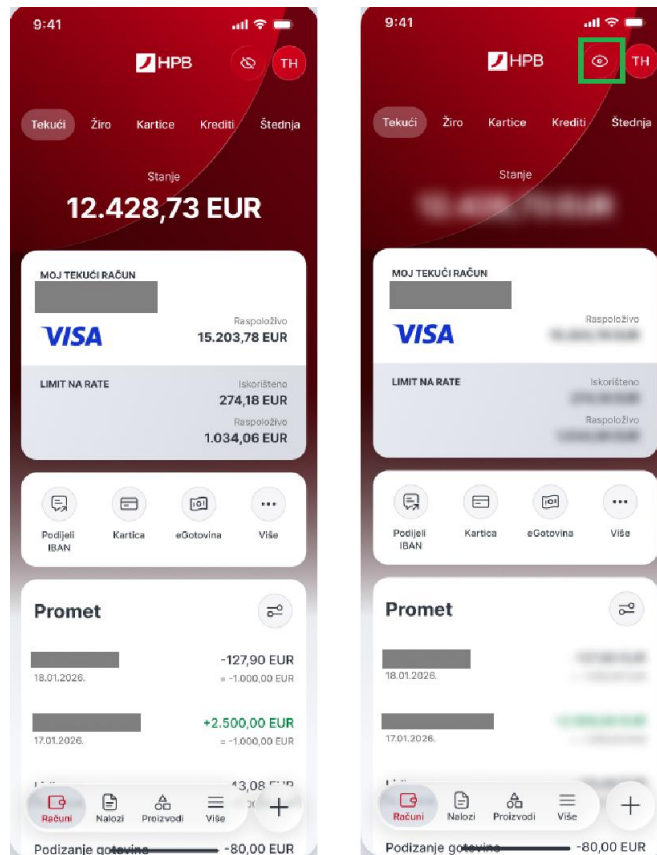 9:41
HPB
TH
Tekući Žiro Kartice Krediti Štednja
Stanje
12.428,73 EUR
MOJ TEKUĆI RAČUN
VISA
Raspoloživo
15.203,78 EUR
LIMIT NA RATE
Iskorišteno
274,18 EUR
Raspoloživo
1.034,06 EUR
Podijeli IBAN
Kartica
eGotovina
Više
Promet
-127,90 EUR
18.01.2026.
= -1.000,00 EUR
+2.500,00 EUR
17.01.2026.
= -1.000,00 EUR
Računi Nalozi Proizvodi Više
Podizanje gotovine -80,00 EUR
9:41
HPB
TH
Tekući Žiro Kartice Krediti Štednja
Stanje
MOJ TEKUĆI RAČUN
VISA
Raspoloživo
LIMIT NA RATE
Iskorišteno
Raspoloživo
Podijeli IBAN
Kartica
eGotovina
Više
Promet
18.01.2026.
17.01.2026.
Računi Nalozi Proizvodi Više
Podizanje gotovine -80,00 EUR